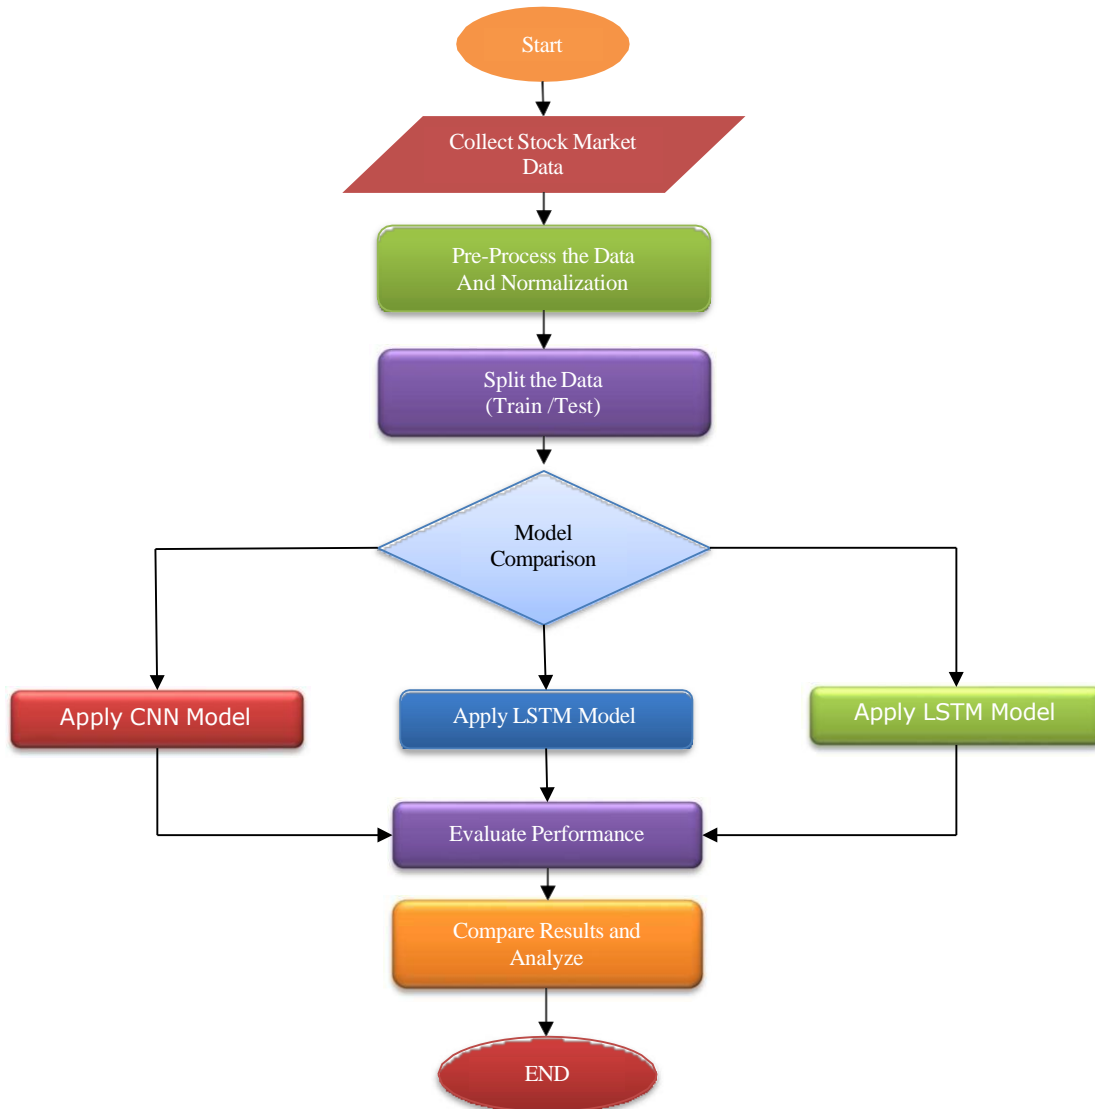 Start
Collect Stock Market
Data
Pre-Process the Data
And Normalization
Split the Data
(Train /Test)
Model
Comparison
Apply CNN Model
Apply LSTM Model
Apply LSTM Model
Evaluate Performance
Compare Results and
Analyze
END